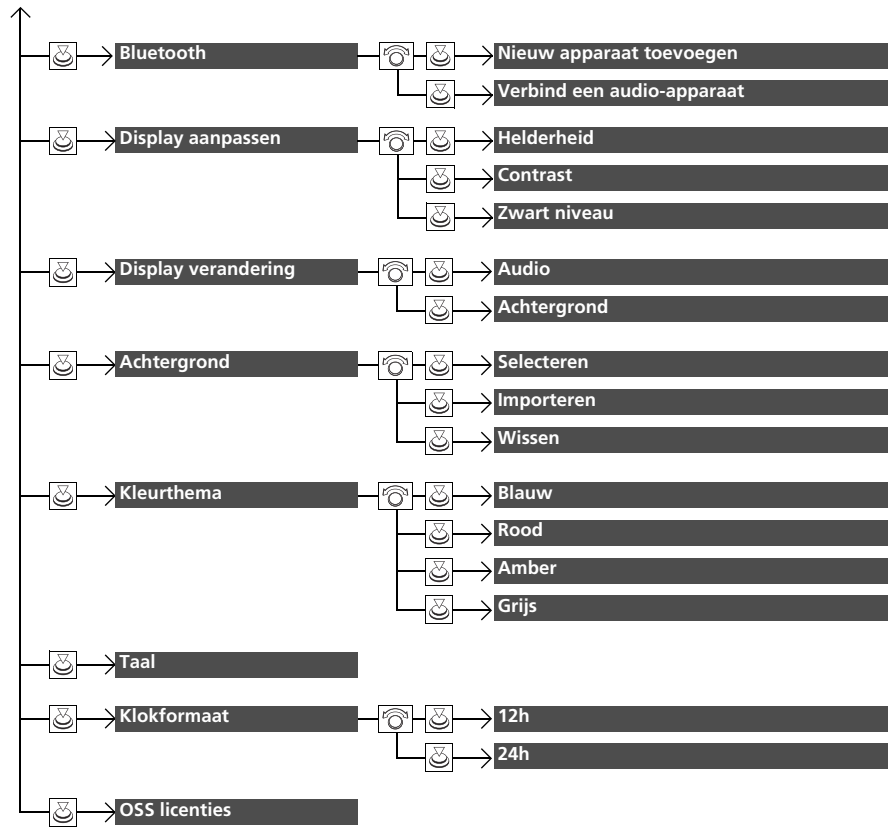 Bluetooth
Nieuw apparaat toevoegen
Verbind een audio-apparaat
Display aanpassen
Helderheid
Contrast
Zwart niveau
Display verandering
Audio
Achtergrond
Achtergrond
Selecteren
Importeren
Wissen
Kleurthema
Blauw
Rood
Amber
Grijs
Taal
Klokformaat
12h
24h
OSS licenties